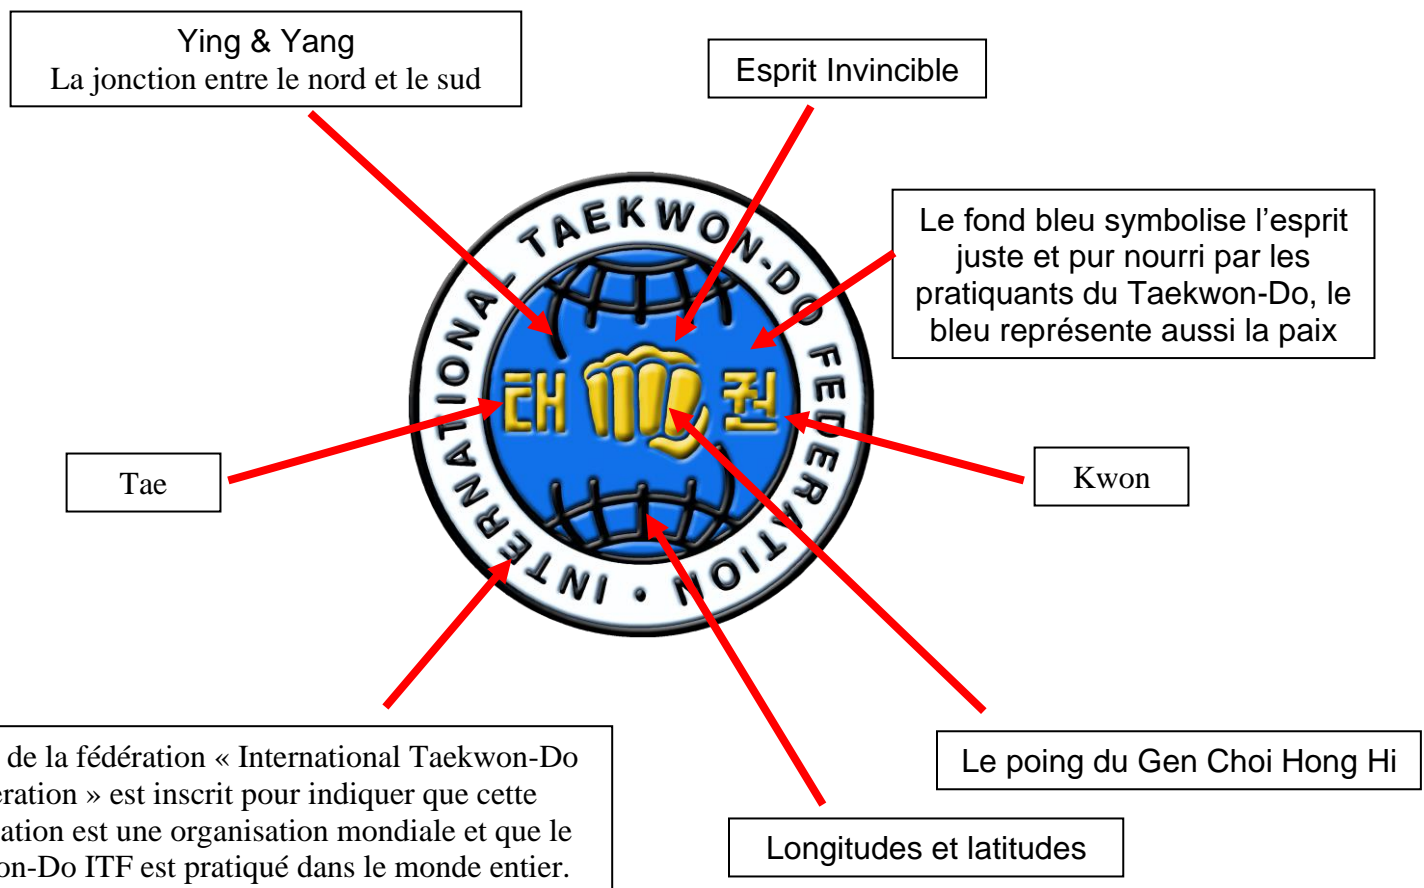 Ying & Yang
La jonction entre le nord et le sud
Esprit Invincible
Le fond bleu symbolise l’esprit
juste et pur nourri par les
pratiquants du Taekwon-Do, le
bleu représente aussi la paix
INTERNATIONAL TAEKWON-DO FEDERATION •
태 권
Tae
Kwon
de la fédération « International Taekwon-Do
ération » est inscrit pour indiquer que cette
ation est une organisation mondiale et que le
on-Do ITF est pratiqué dans le monde entier.
Le poing du Gen Choi Hong Hi
Longitudes et latitudes